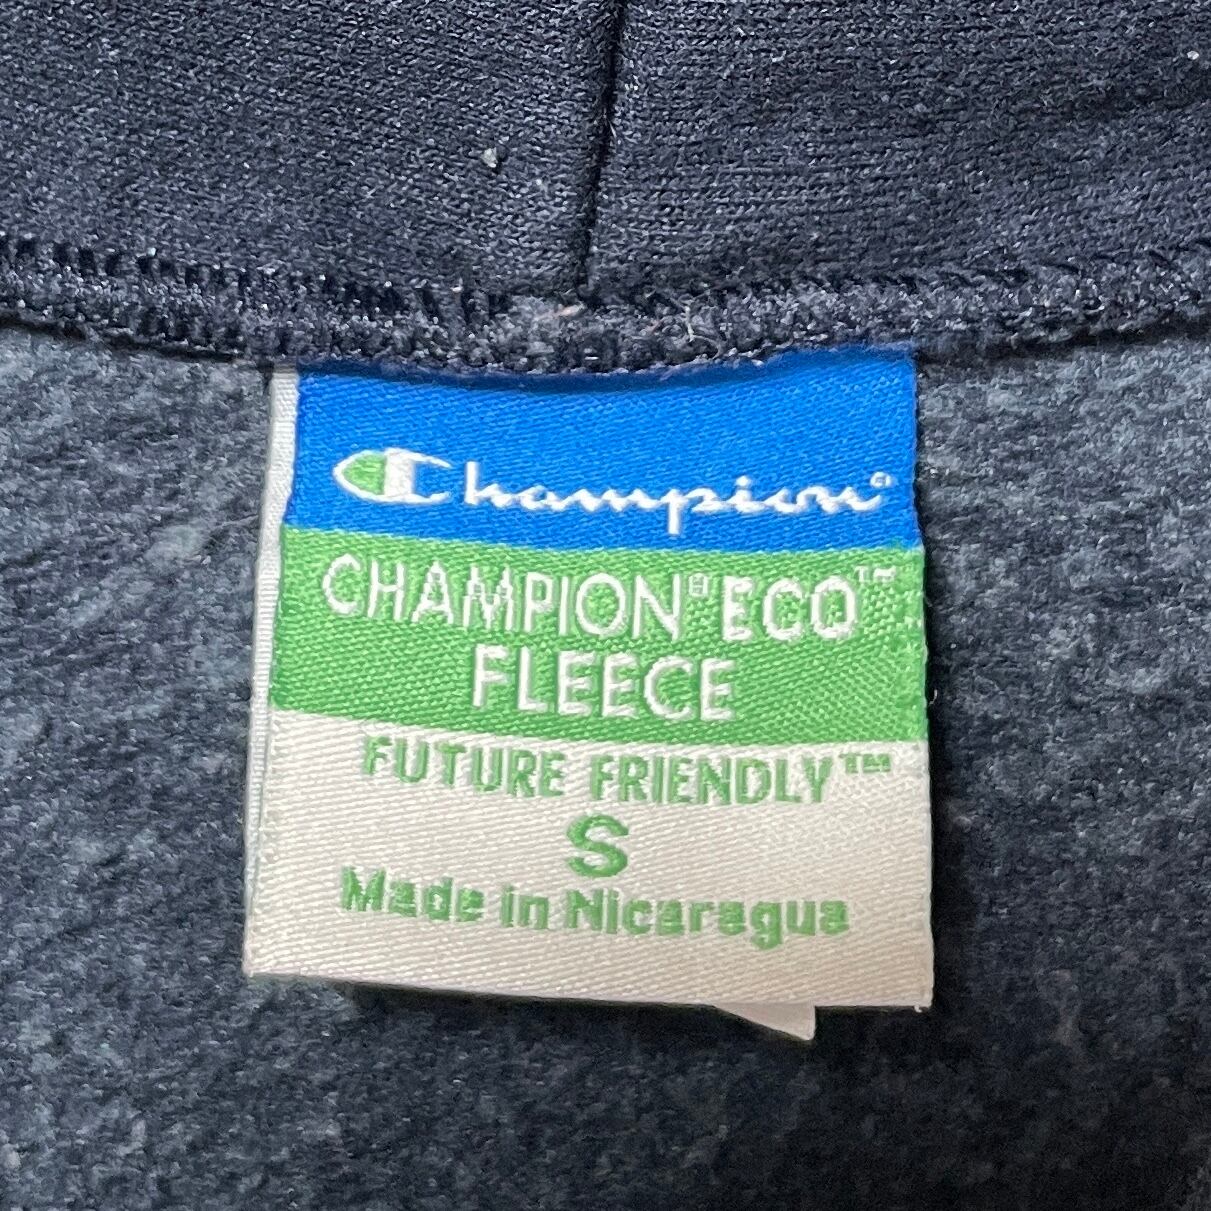 Champion®
CHAMPION® ECO™
FLEECE
FUTURE FRIENDLY™
S
Made in Nicaragua